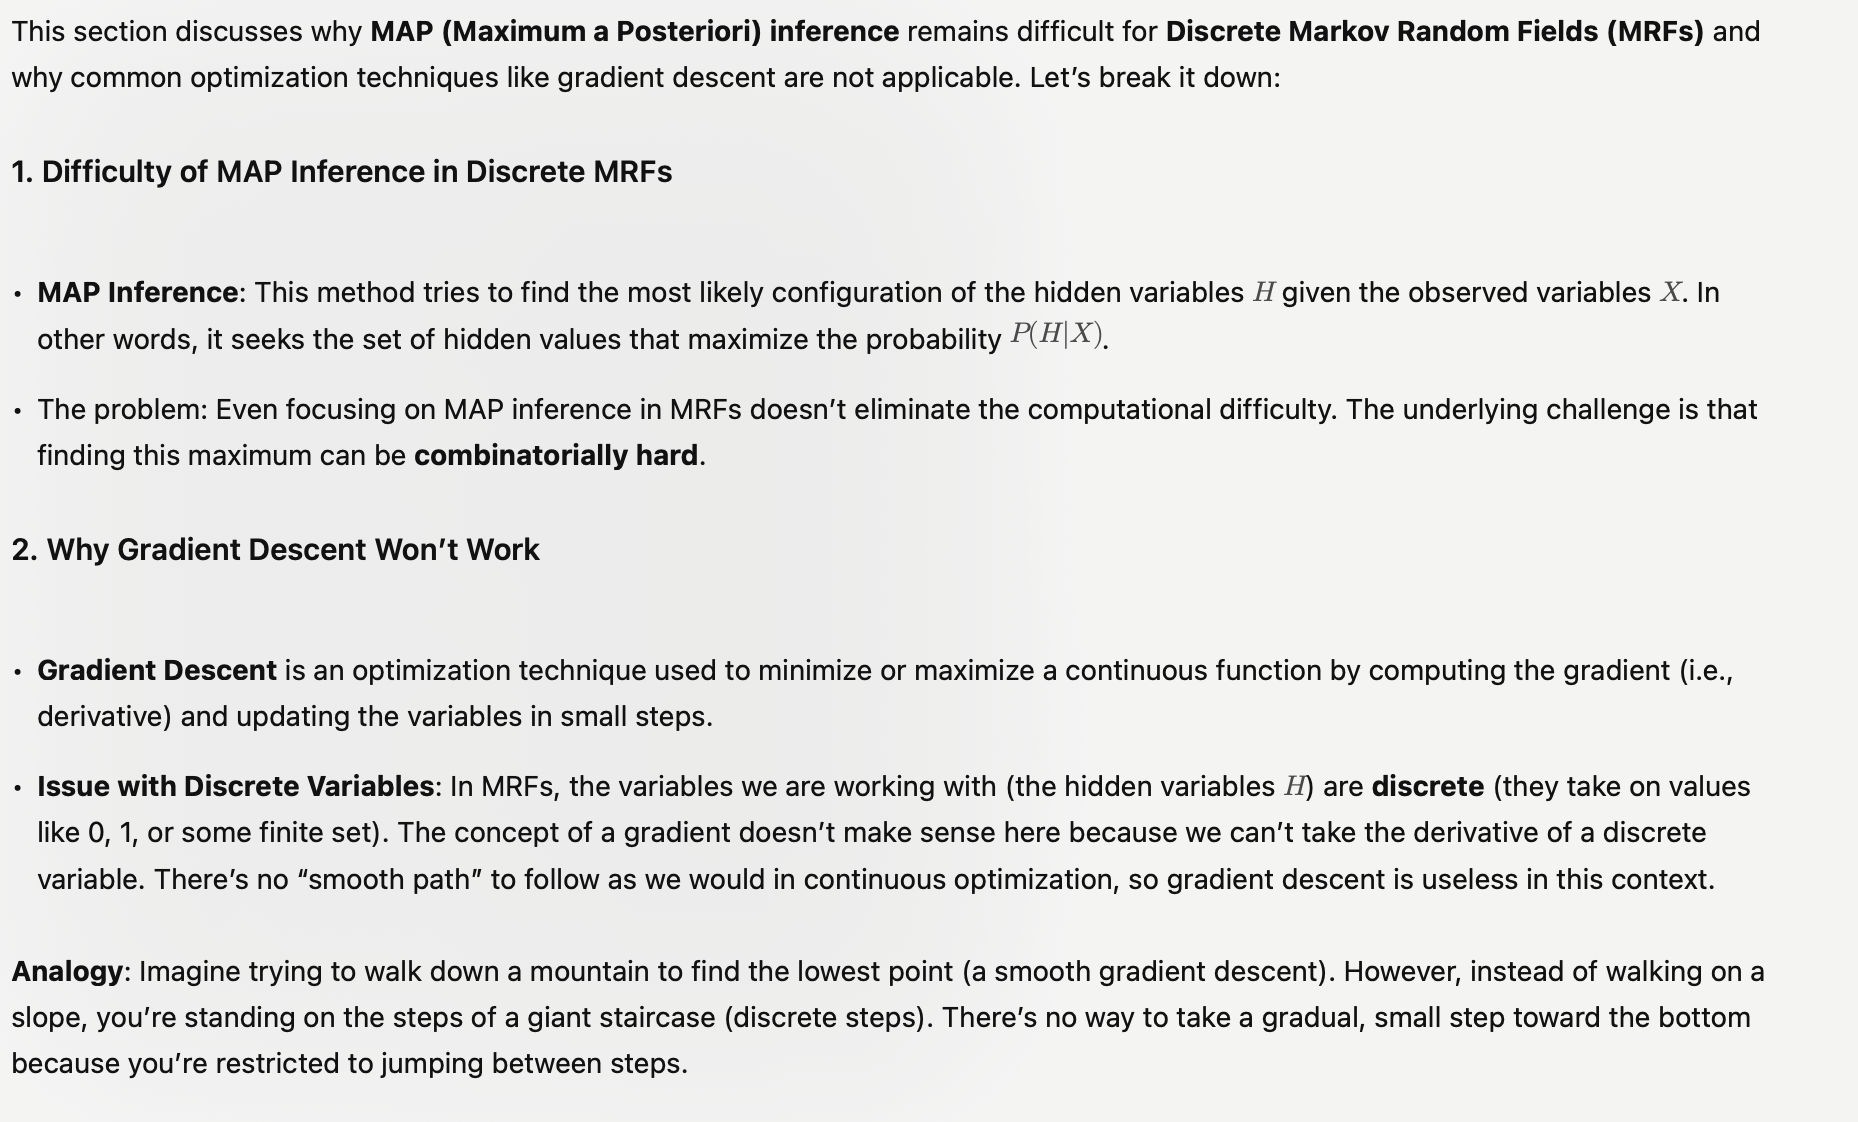 This section discusses why MAP (Maximum a Posteriori) inference remains difficult for Discrete Markov Random Fields (MRFs) and
why common optimization techniques like gradient descent are not applicable. Let’s break it down:
1. Difficulty of MAP Inference in Discrete MRFs
• MAP Inference: This method tries to find the most likely configuration of the hidden variables H given the observed variables X. In
other words, it seeks the set of hidden values that maximize the probability P(H|X).
• The problem: Even focusing on MAP inference in MRFs doesn’t eliminate the computational difficulty. The underlying challenge is that
finding this maximum can be combinatorially hard.
2. Why Gradient Descent Won’t Work
• Gradient Descent is an optimization technique used to minimize or maximize a continuous function by computing the gradient (i.e.,
derivative) and updating the variables in small steps.
• Issue with Discrete Variables: In MRFs, the variables we are working with (the hidden variables H) are discrete (they take on values
like 0, 1, or some finite set). The concept of a gradient doesn’t make sense here because we can’t take the derivative of a discrete
variable. There’s no “smooth path” to follow as we would in continuous optimization, so gradient descent is useless in this context.
Analogy: Imagine trying to walk down a mountain to find the lowest point (a smooth gradient descent). However, instead of walking on a
slope, you’re standing on the steps of a giant staircase (discrete steps). There’s no way to take a gradual, small step toward the bottom
because you’re restricted to jumping between steps.